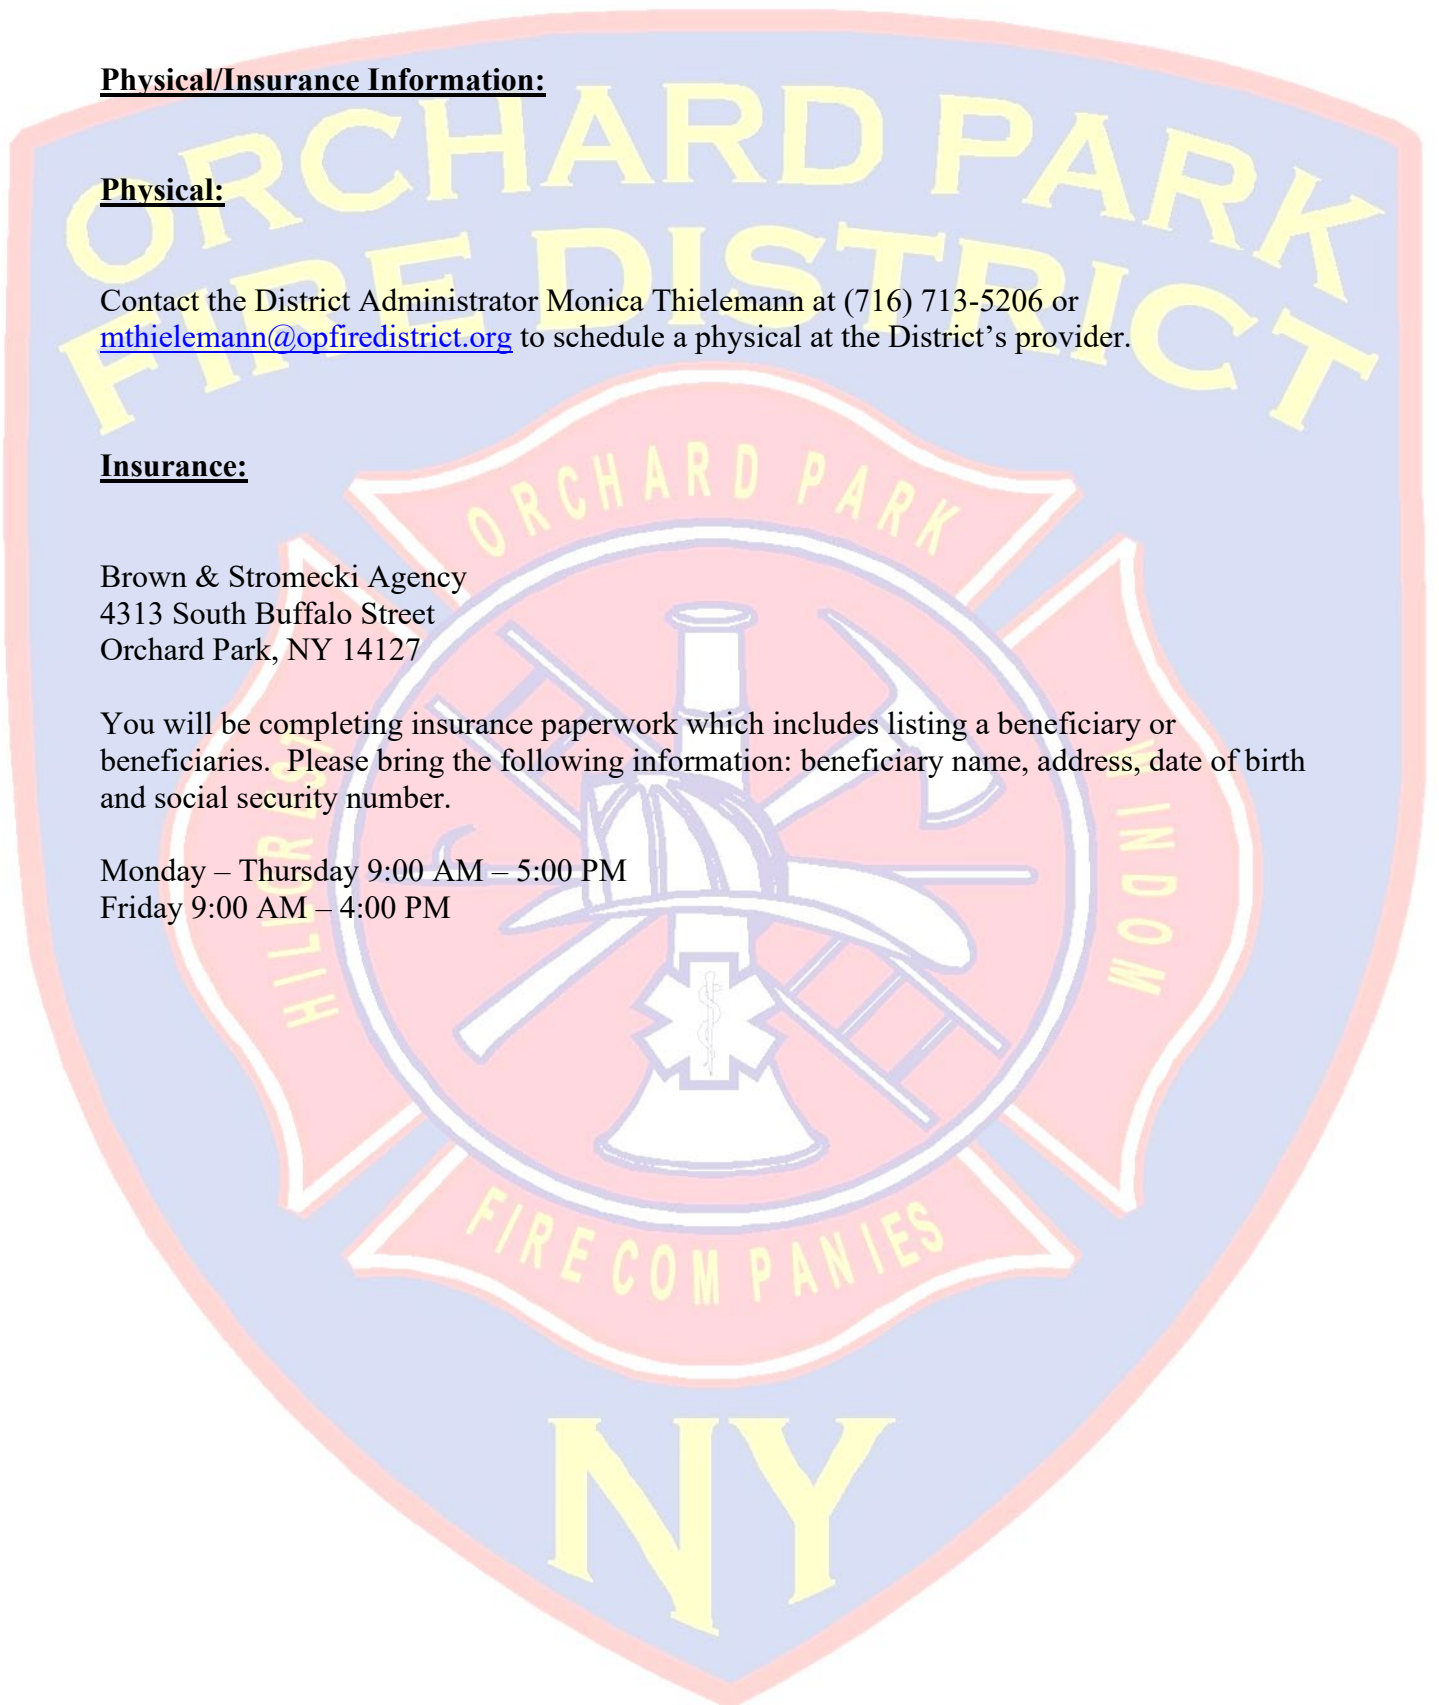 Physical/Insurance Information:
ORCHARD PARK
Physical:
FIRE DISTRICT
Contact the District Administrator Monica Thielemann at (716) 713-5206 or
mthielemann@opfiredistrict.org to schedule a physical at the District’s provider.
Insurance:
ORCHARD PARK
Brown & Stromecki Agency
4313 South Buffalo Street
Orchard Park, NY 14127
You will be completing insurance paperwork which includes listing a beneficiary or
beneficiaries.  Please bring the following information: beneficiary name, address, date of birth
and social security number.
HILLCREST
WINDOM
Monday – Thursday 9:00 AM – 5:00 PM
Friday 9:00 AM – 4:00 PM
FIRE COMPANIES
NY